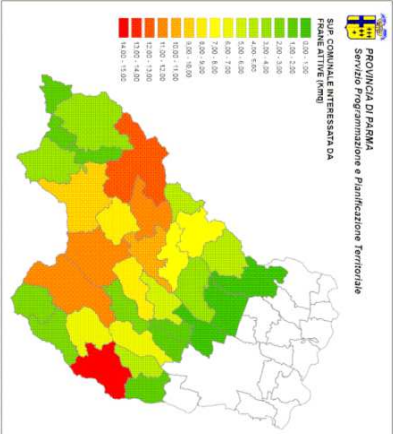 PROVINCIA DI PARMA
Servizio Programmazione e Pianificazione Territoriale
SUP. COMUNALE INTERESSATA DA
FRANE ATTIVE (Kmq)
0.00 - 1.00
1.00 - 2.00
2.00 - 3.00
3.00 - 4.00
4.00 - 5.00
5.00 - 6.00
6.00 - 7.00
7.00 - 8.00
8.00 - 9.00
9.00 - 10.00
10.00 - 11.00
11.00 - 12.00
12.00 - 13.00
13.00 - 14.00
14.00 - 15.00